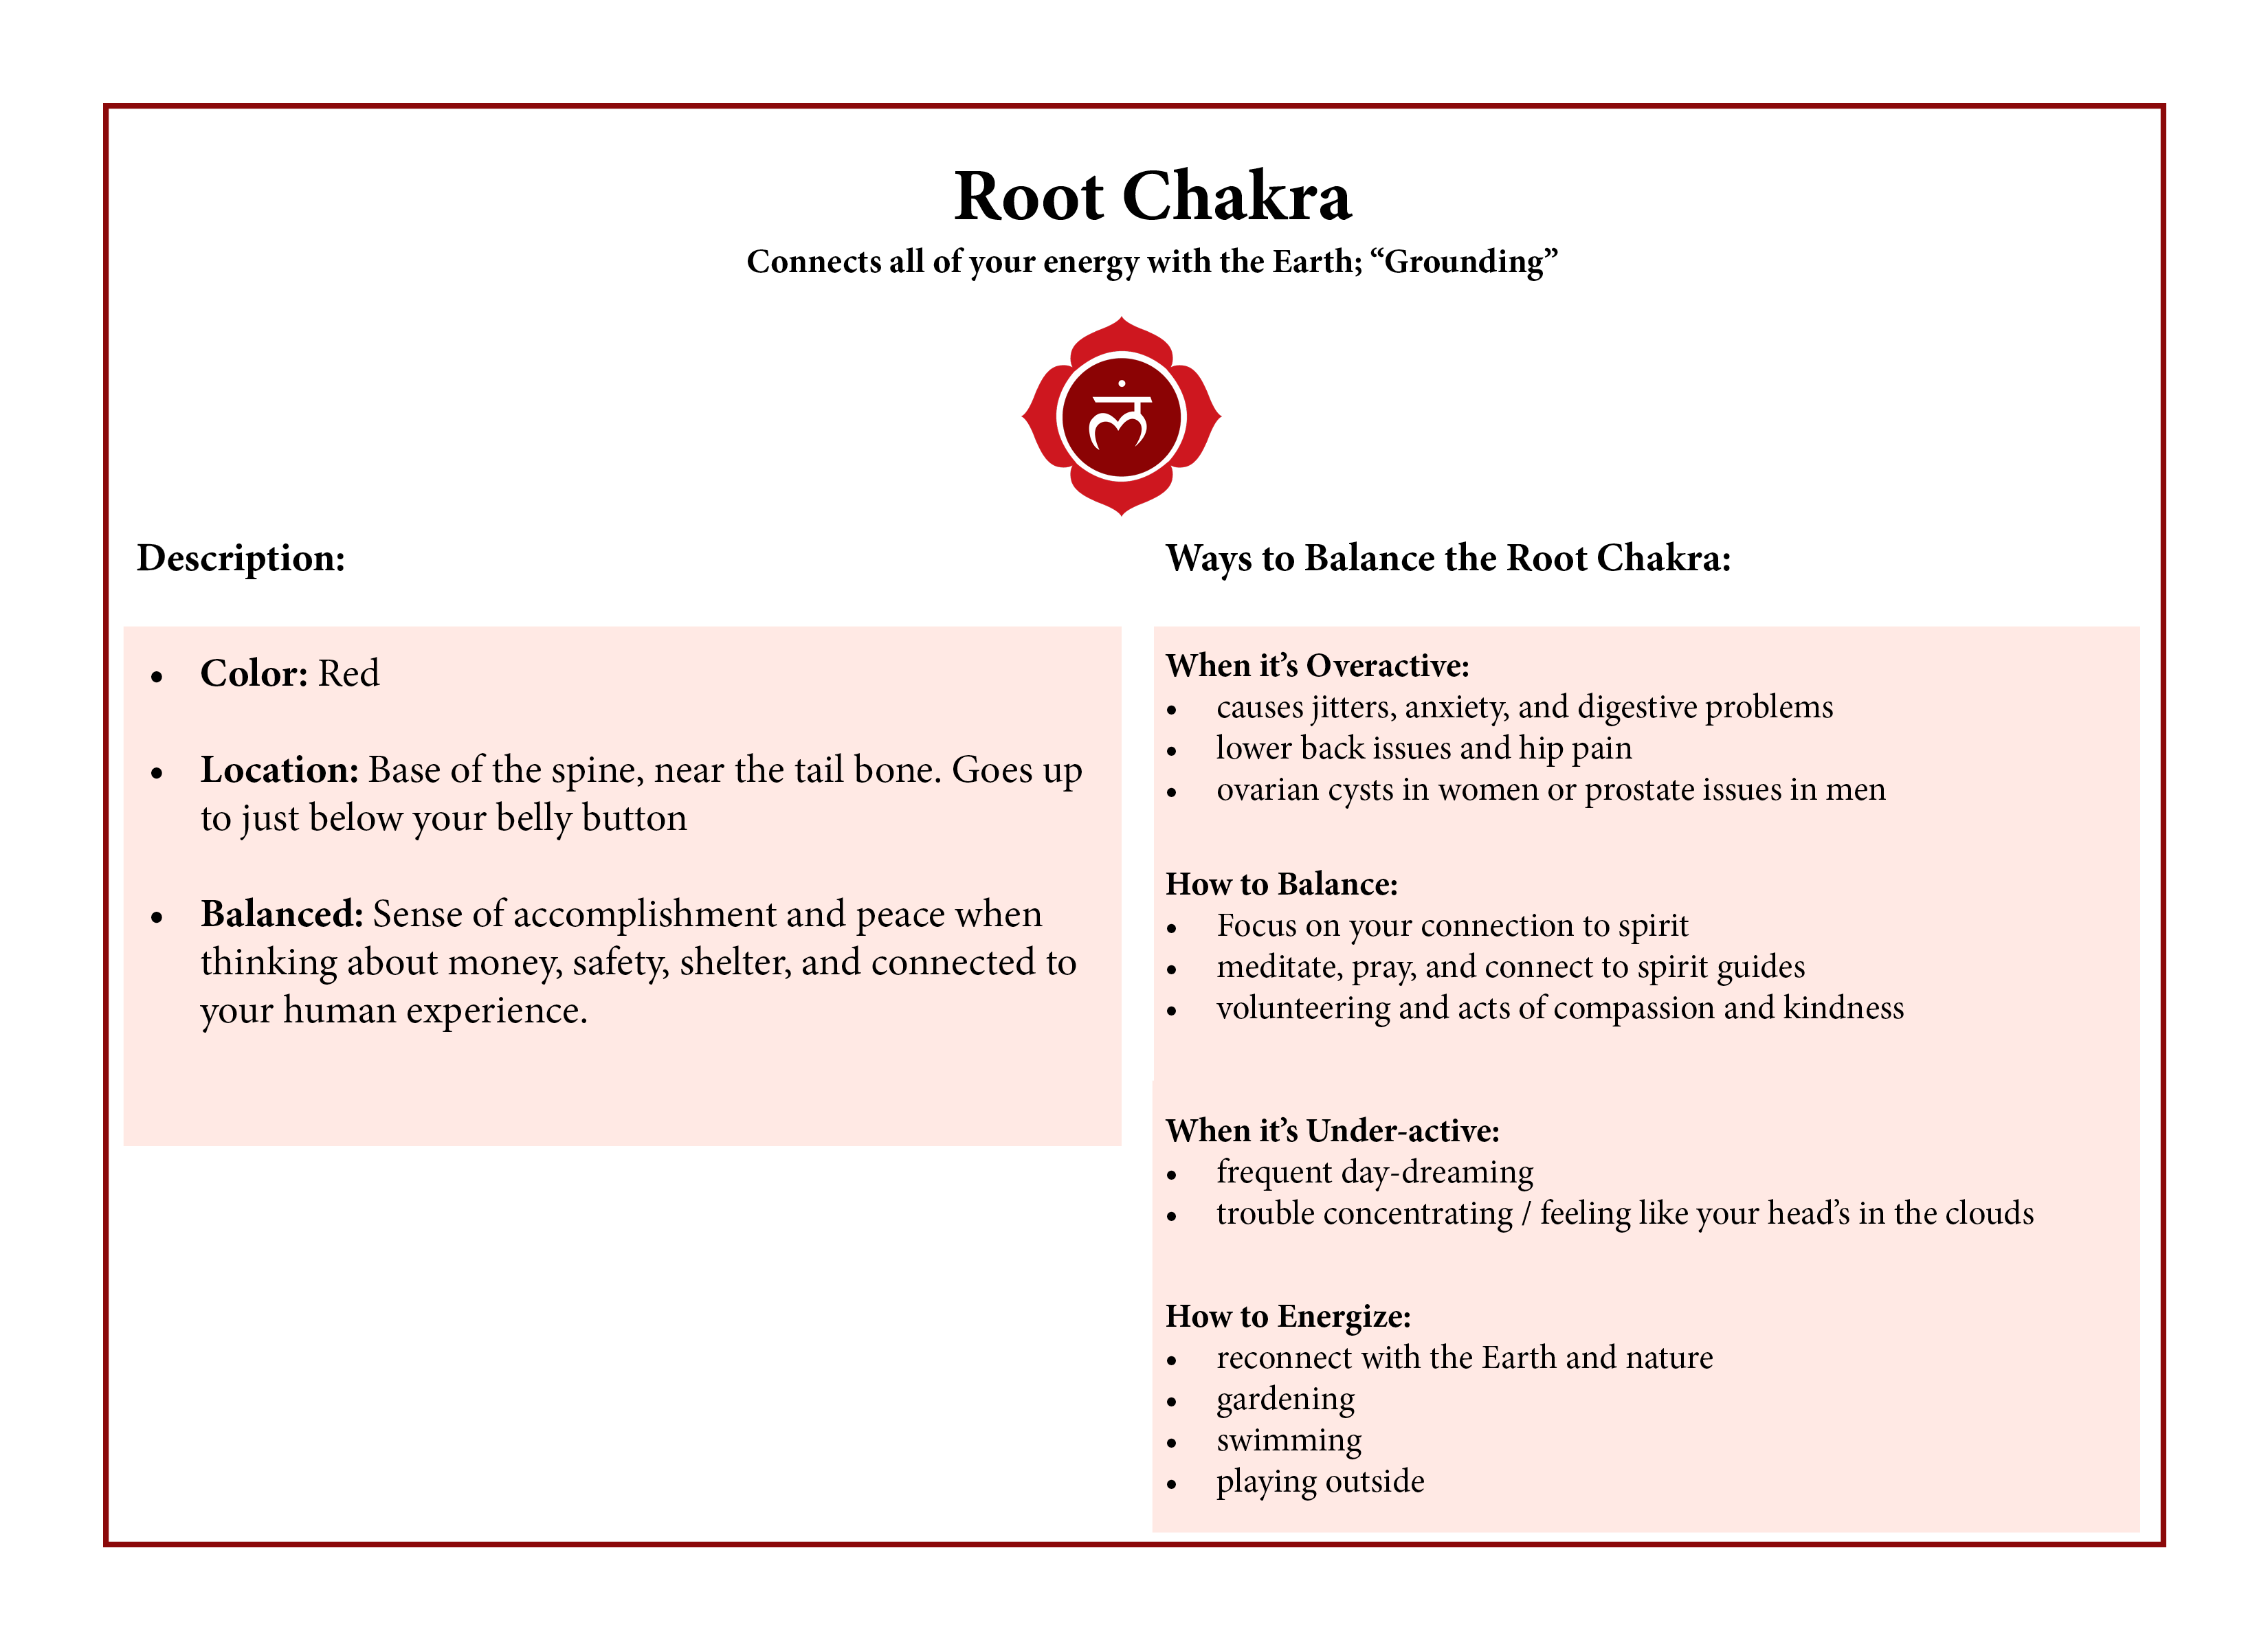 Root Chakra
Connects all of your energy with the Earth; “Grounding”
लं
Description:
• Color: Red
• Location: Base of the spine, near the tail bone. Goes up
to just below your belly button
• Balanced: Sense of accomplishment and peace when
thinking about money, safety, shelter, and connected to
your human experience.
Ways to Balance the Root Chakra:
When it’s Overactive:
• causes jitters, anxiety, and digestive problems
• lower back issues and hip pain
• ovarian cysts in women or prostate issues in men
How to Balance:
• Focus on your connection to spirit
• meditate, pray, and connect to spirit guides
• volunteering and acts of compassion and kindness
When it’s Under-active:
• frequent day-dreaming
• trouble concentrating / feeling like your head’s in the clouds
How to Energize:
• reconnect with the Earth and nature
• gardening
• swimming
• playing outside